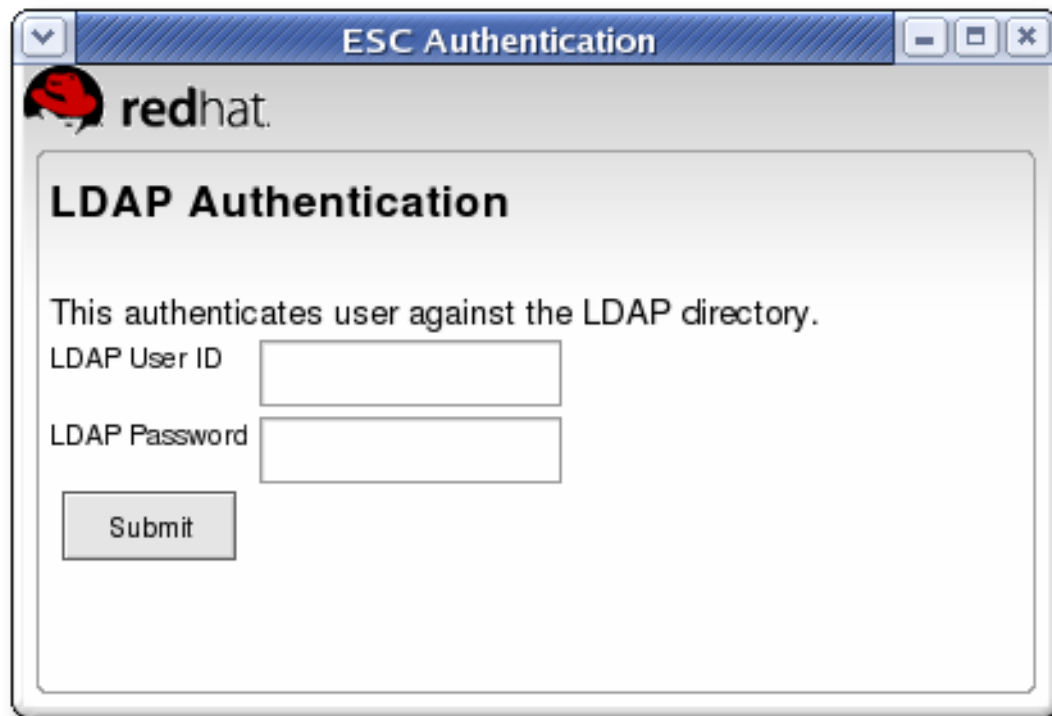 ESC Authentication
redhat.
LDAP Authentication
This authenticates user against the LDAP directory.
LDAP User ID
LDAP Password
Submit